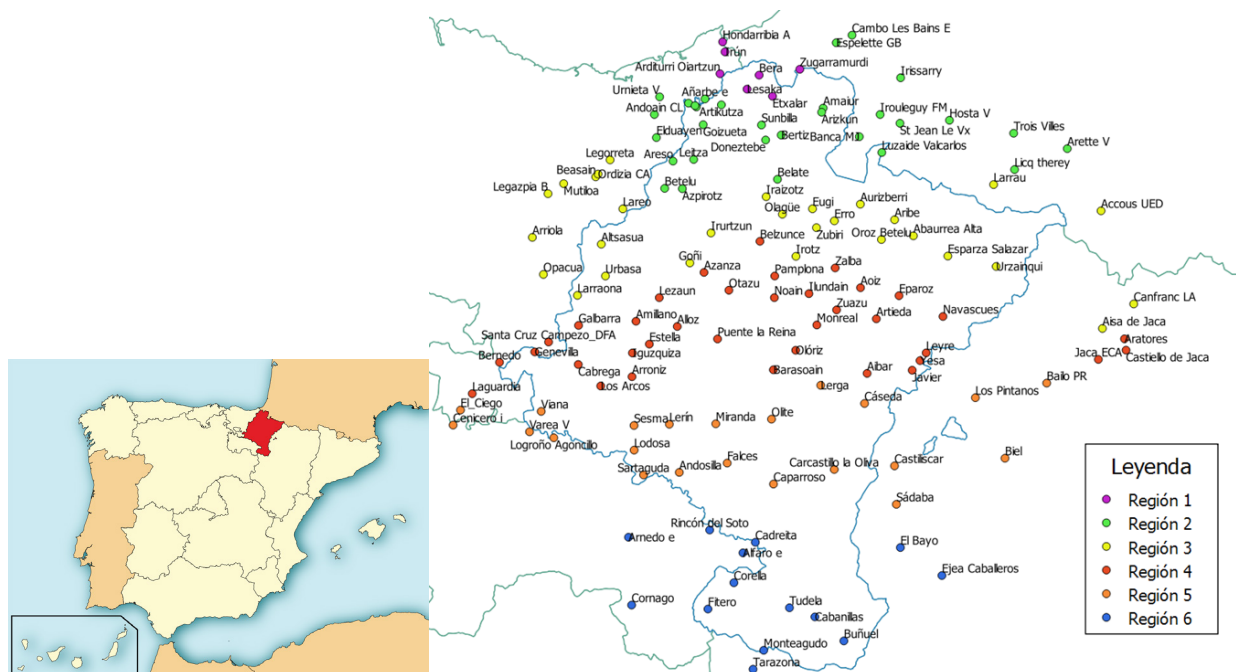 Cambo Les Bains E
Hondarribia A
Espelette GB
Irún
Arditurri Oiartzun
Bera
Zugarramurdi
Irissarry
Urnieta V
Añarbe e
Lesaka
Etxalar
Amaiur
Andoain CL
Artikutza
Sunbilla
Arizkun
Irouleguy FM
Hosta V
Elduayen
Goizueta
Bertiz
Banca MJ
St Jean Le Vx
Trois Villes
Doneztebe
Luzaide Valcarlos
Arette V
Legorreta
Areso
Leitza
Licq therey
Beasain
Ordizia CA
Belate
Larrau
Legazpia B
Mutiloa
Betelu
Azpirotz
Iraizotz
Lareo
Olagüe
Eugi
Aurizberri
Accous UED
Arriola
Irurtzun
Erro
Aribe
Altsasua
Belzunce
Zubiri
Oroz Betelu
Abaurrea Alta
Goñi
Irotz
Esparza Salazar
Opacua
Urbasa
Azanza
Pamplona
Zalba
Urzainqui
Larraona
Lezaun
Otazu
Noain
Ilundain
Aoiz
Eparoz
Canfranc LA
Galbarra
Amillano
Alloz
Zuazu
Artieda
Navascues
Santa Cruz Campezo_DFA
Estella
Puente la Reina
Monreal
Aisa de Jaca
Bernedo
Genevilla
Iguzquiza
Olóriz
Leyre
Aratores
Cabrega
Arroniz
Barasoain
Aibar
Yesa
Jaca ECA
Castiello de Jaca
Laguardia
Los Arcos
Lerga
Javier
Bailo PR
El_Ciego
Viana
Cáseda
Los Pintanos
Cenicero i
Varea V
Sesma
Lerín
Miranda
Olite
Logroño Agoncillo
Lodosa
Sartaguda
Andosilla
Falces
Carcastillo la Oliva
Castiliscar
Biel
Caparroso
Sádaba
Rincón del Soto
Arnedo e
Cadreita
El Bayo
Alfaro e
Corella
Ejea Caballeros
Cornago
Fitero
Tudela
Cabanillas
Monteagudo
Buñuel
Tarazona
Leyenda
Región 1
Región 2
Región 3
Región 4
Región 5
Región 6